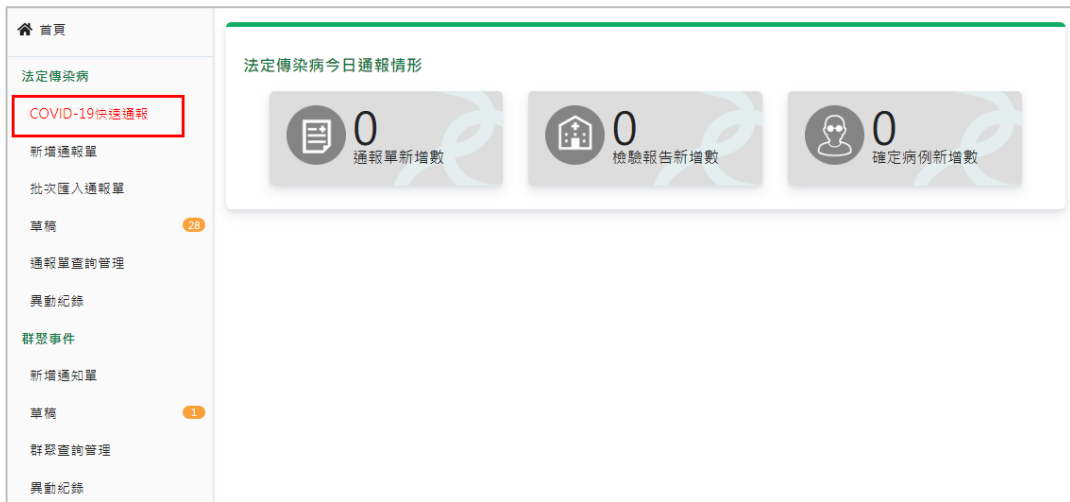 首頁
法定傳染病
COVID-19快速通報
新增通報單
批次匯入通報單
草稿 28
通報單查詢管理
異動紀錄
群聚事件
新增通知單
草稿 1
群聚查詢管理
異動紀錄
法定傳染病今日通報情形
0
通報單新增數
0
檢驗報告新增數
0
確定病例新增數